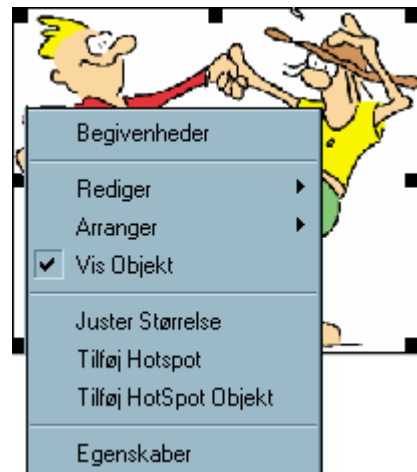 Begivenheder
Rediger
Arranger
Vis Objekt
Juster Størrelse
Tilføj Hotspot
Tilføj HotSpot Objekt
Egenskaber